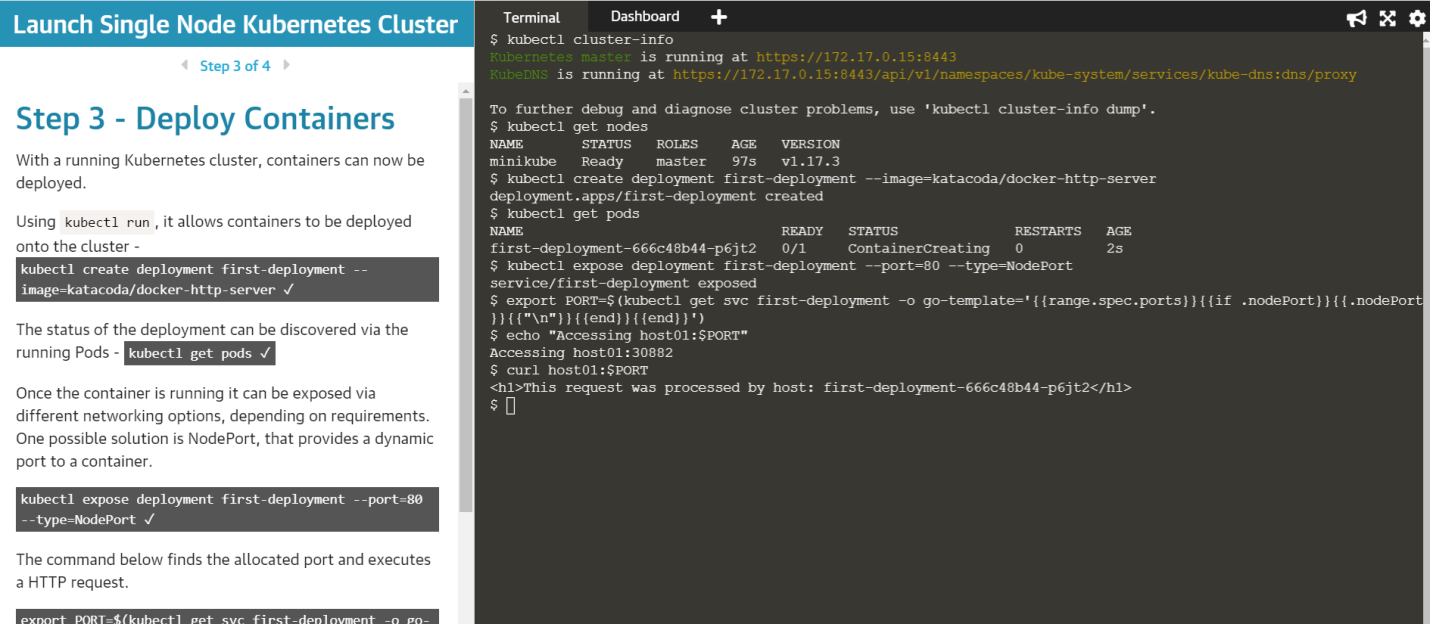 Launch Single Node Kubernetes Cluster
Step 3 of 4
Step 3 - Deploy Containers
With a running Kubernetes cluster, containers can now be
deployed.
Using kubectl run , it allows containers to be deployed
onto the cluster -
kubectl create deployment first-deployment --
image=katacoda/docker-http-server ✓
The status of the deployment can be discovered via the
running Pods - kubectl get pods ✓
Once the container is running it can be exposed via
different networking options, depending on requirements.
One possible solution is NodePort, that provides a dynamic
port to a container.
kubectl expose deployment first-deployment --port=80
--type=NodePort ✓
The command below finds the allocated port and executes
a HTTP request.
export PORT=$(kubectl get svc first-deployment -o go-
Terminal Dashboard +
$ kubectl cluster-info
Kubernetes master is running at https://172.17.0.15:8443
KubeDNS is running at https://172.17.0.15:8443/api/v1/namespaces/kube-system/services/kube-dns:dns/proxy
To further debug and diagnose cluster problems, use 'kubectl cluster-info dump'.
$ kubectl get nodes
NAME STATUS ROLES AGE VERSION
minikube Ready master 97s v1.17.3
$ kubectl create deployment first-deployment --image=katacoda/docker-http-server
deployment.apps/first-deployment created
$ kubectl get pods
NAME READY STATUS RESTARTS AGE
first-deployment-666c48b44-p6jt2 0/1 ContainerCreating 0 2s
$ kubectl expose deployment first-deployment --port=80 --type=NodePort
service/first-deployment exposed
$ export PORT=$(kubectl get svc first-deployment -o go-template='{{range.spec.ports}}{{if .nodePort}}{{.nodePort
}}{{"\n"}}{{end}}{{end}}')
$ echo "Accessing host01:$PORT"
Accessing host01:30882
$ curl host01:$PORT
<h1>This request was processed by host: first-deployment-666c48b44-p6jt2</h1>
$